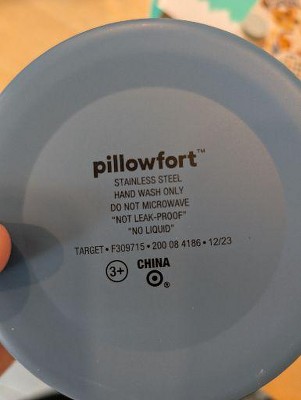 pillowfort™
STAINLESS STEEL
HAND WASH ONLY
DO NOT MICROWAVE
"NOT LEAK-PROOF"
"NO LIQUID"
TARGET • F309715 • 200 08 4186 • 12/23
3+ CHINA
®